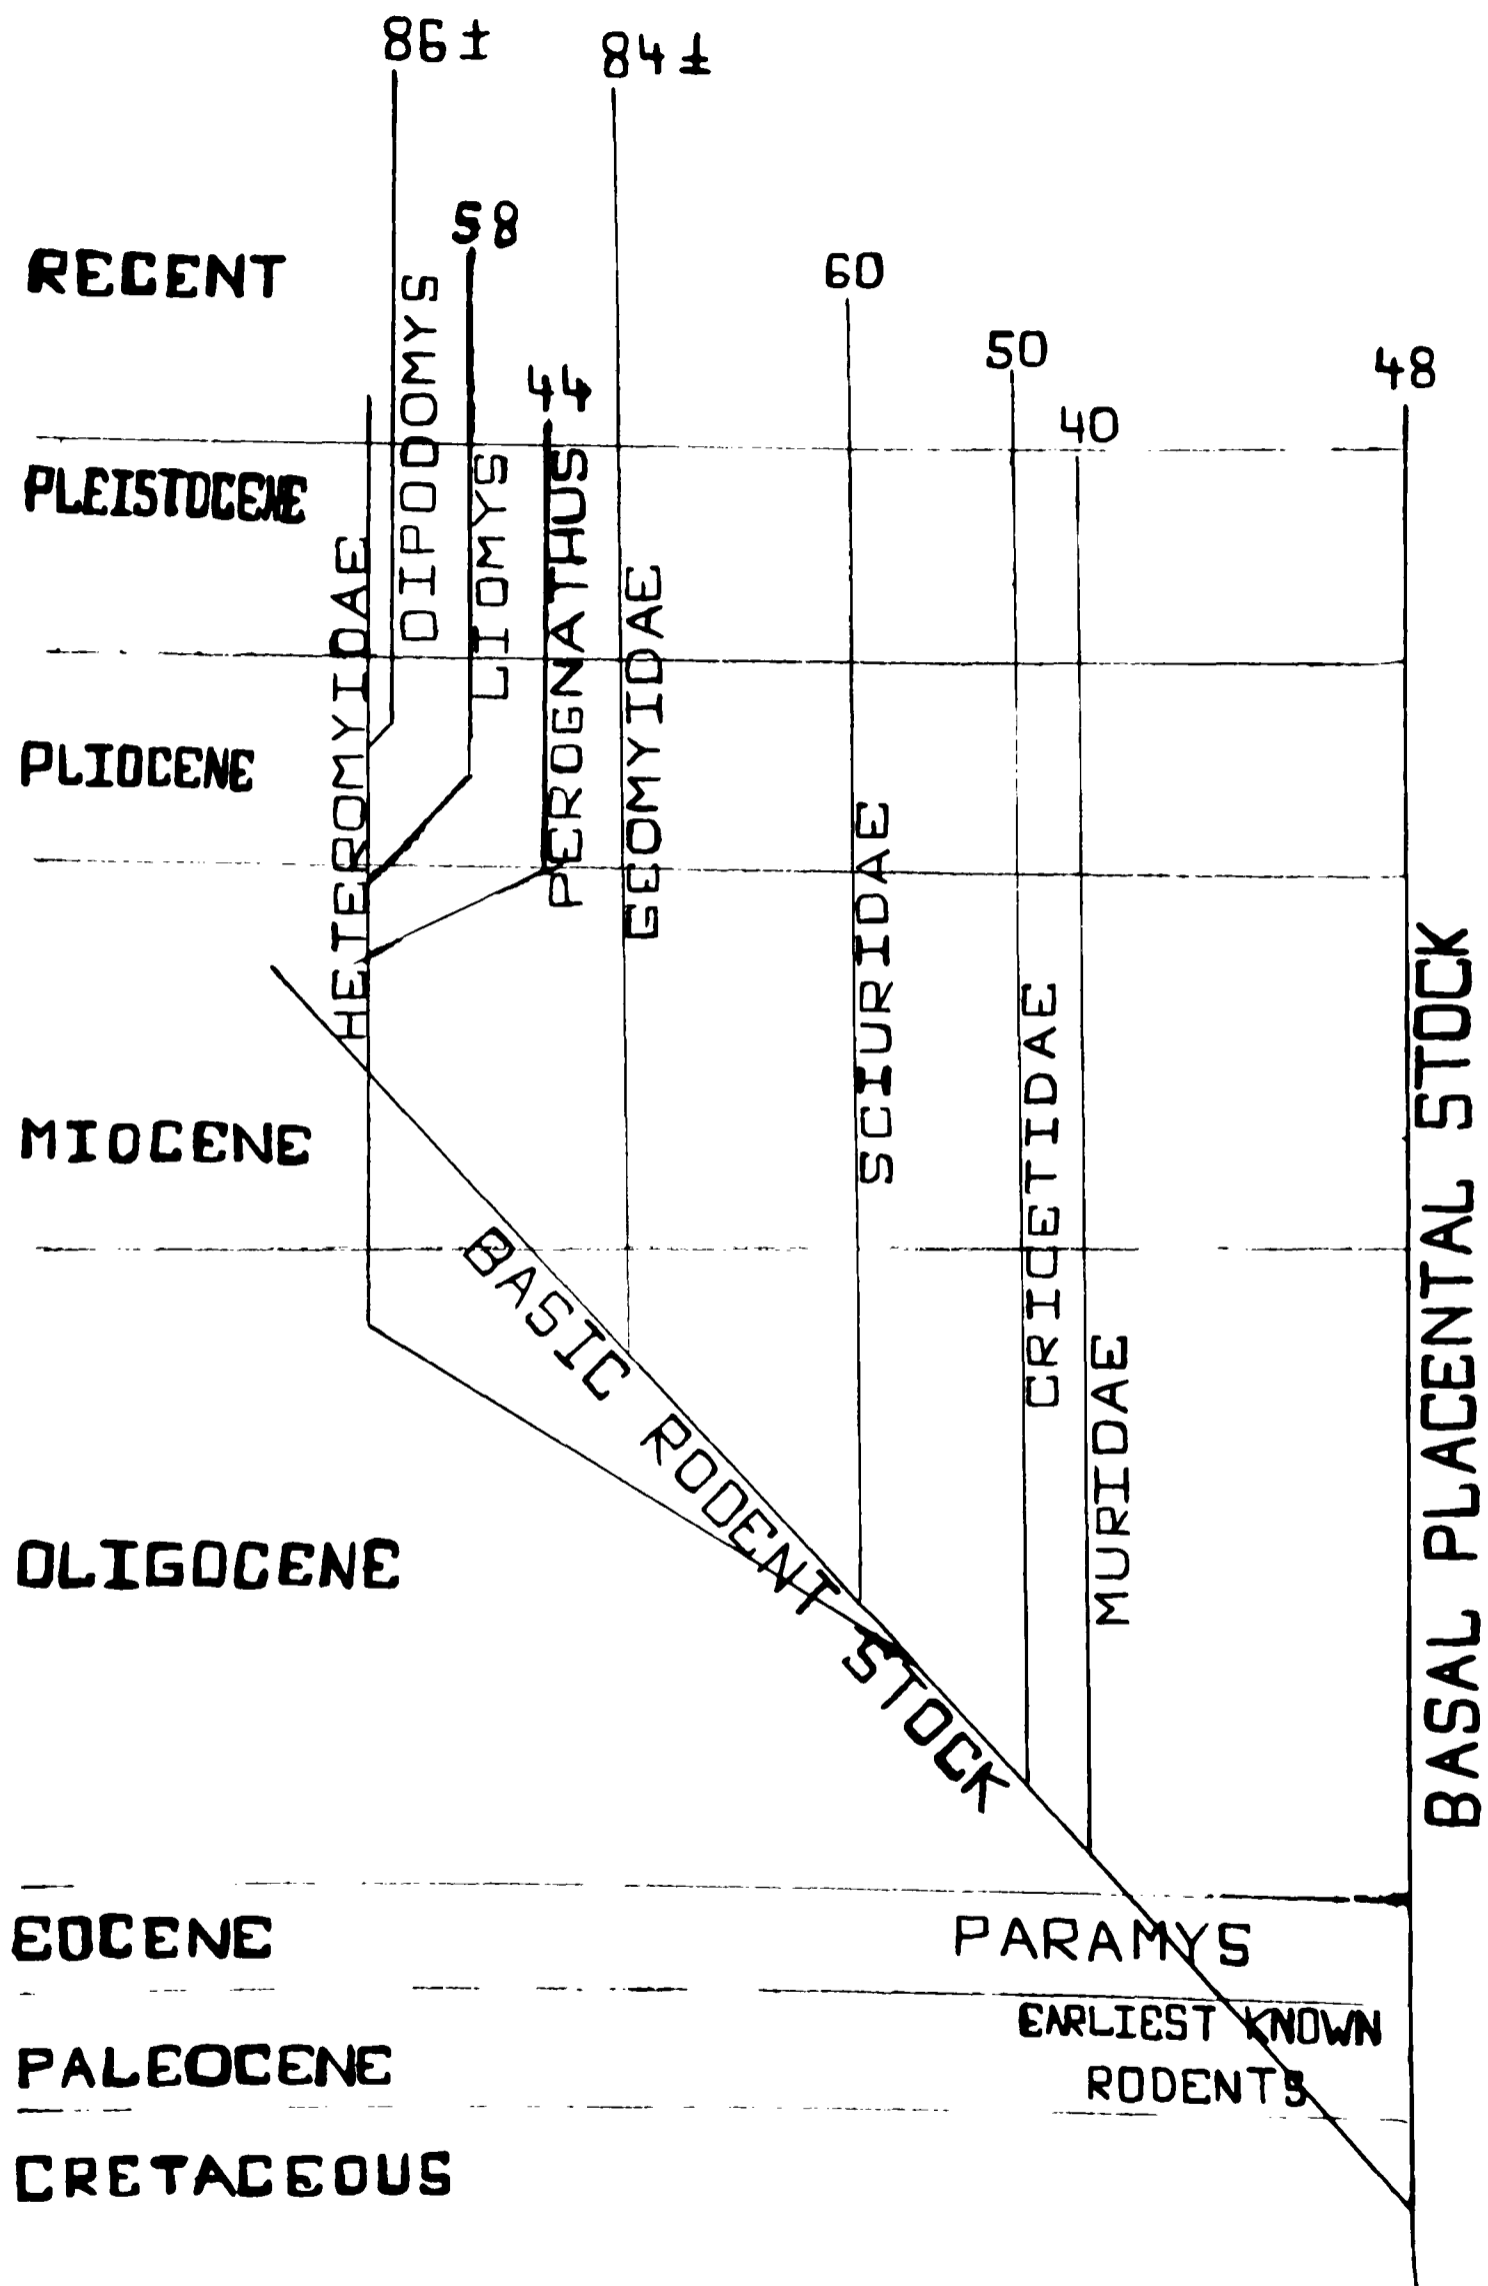 86±
84±
58
RECENT
60
50
48
44
40
DIPODOMYS
LIOMYS
PEROGNATHUS
PLEISTOCENE
HETEROMYIDAE
GEOMYIDAE
PLIOCENE
SCIURIDAE
CRICETIDAE
MURIDAE
BASAL PLACENTAL STOCK
MIOCENE
BASIC RODENT STOCK
OLIGOCENE
EOCENE
PARAMYS
EARLIEST KNOWN
RODENTS
PALEOCENE
CRETACEOUS